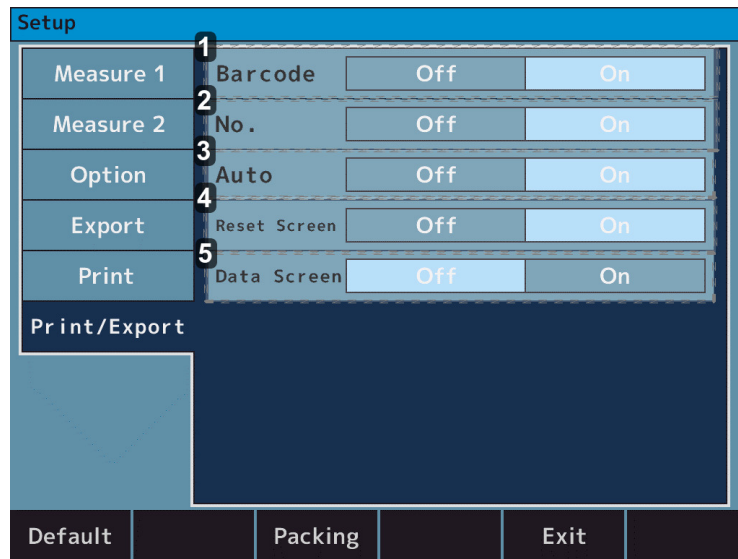 Setup
Measure 1
Measure 2
Option
Export
Print
Print/Export
1
Barcode Off On
2
No. Off On
3
Auto Off On
4
Reset Screen Off On
5
Data Screen Off On
Default Packing Exit